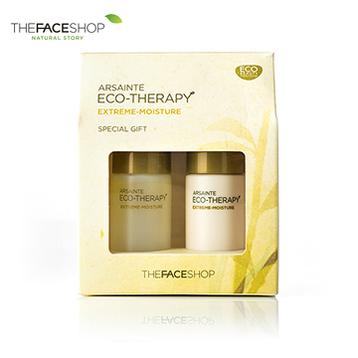 THEFACESHOP
NATURAL STORY
ECO
ARSAINTE
ECO-THERAPY
EXTREME-MOISTURE
SPECIAL GIFT
ARSAINTE
ECO-THERAPY
EXTREME-MOISTURE
ARSAINTE
ECO-THERAPY
EXTREME-MOISTURE
THEFACESHOP